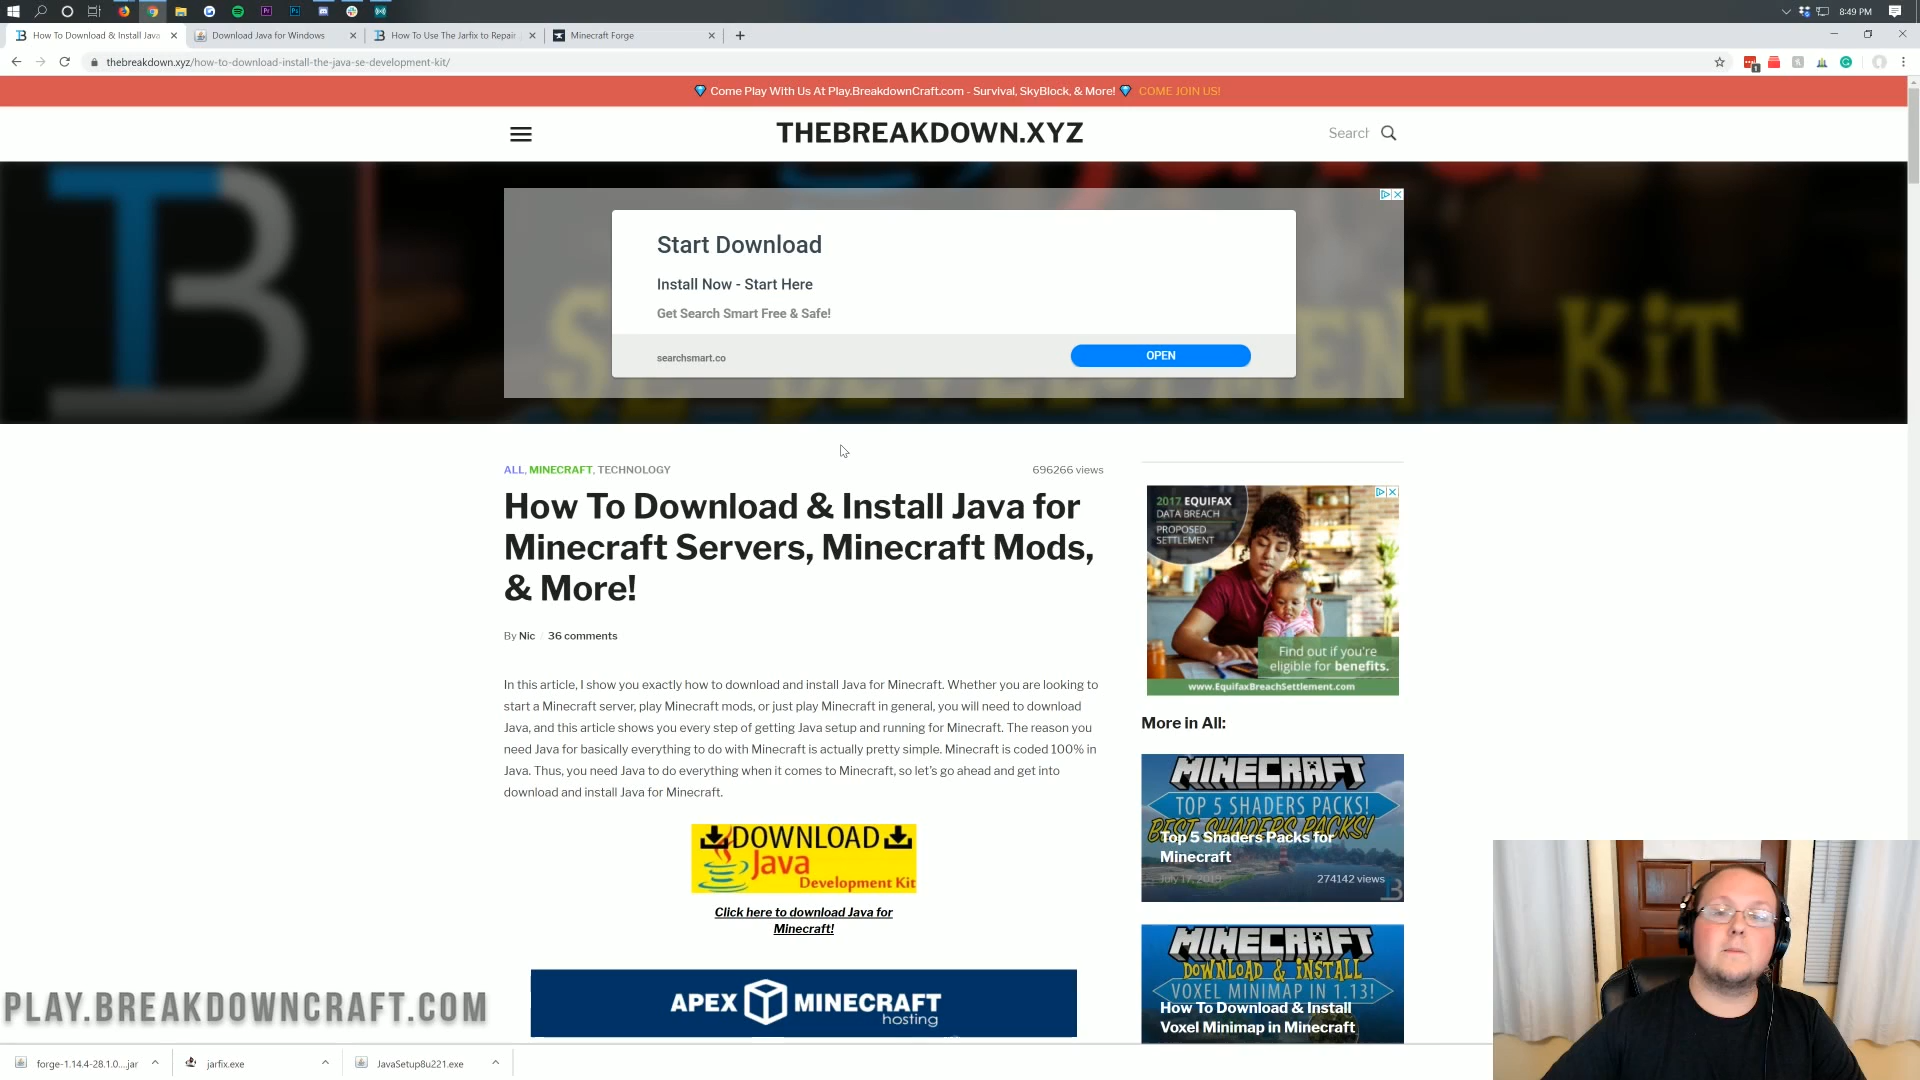 8:49 PM
How To Download & Install Java
Download Java for Windows
How To Use The Jarfix to Repair
Minecraft Forge
thebreakdown.xyz/how-to-download-install-the-java-se-development-kit/
Come Play With Us At Play.BreakdownCraft.com - Survival, SkyBlock, & More! COME JOIN US!
THEBREAKDOWN.XYZ
Search
Start Download
Install Now - Start Here
Get Search Smart Free & Safe!
searchsmart.co
OPEN
ALL, MINECRAFT, TECHNOLOGY
696266 views
How To Download & Install Java for
Minecraft Servers, Minecraft Mods,
& More!
By Nic / 36 comments
In this article, I show you exactly how to download and install Java for Minecraft. Whether you are looking to
start a Minecraft server, play Minecraft mods, or just play Minecraft in general, you will need to download
Java, and this article shows you every step of getting Java setup and running for Minecraft. The reason you
need Java for basically everything to do with Minecraft is actually pretty simple. Minecraft is coded 100% in
Java. Thus, you need Java to do everything when it comes to Minecraft, so let's go ahead and get into
download and install Java for Minecraft.
DOWNLOAD
Java
Development Kit
Click here to download Java for
Minecraft!
APEX MINECRAFT
hosting
2017 EQUIFAX
DATA BREACH
PROPOSED
SETTLEMENT
Find out if you're
eligible for benefits.
www.EquifaxBreachSettlement.com
More in All:
MINECRAFT
TOP 5 SHADERS PACKS!
BEST SHADERS PACKS!
Top 5 Shaders Packs for
Minecraft
July 17, 2019
274142 views
MINECRAFT
DOWNLOAD & INSTALL
VOXEL MINIMAP IN 1.13!
How To Download & Install
Voxel Minimap in Minecraft
PLAY.BREAKDOWNCRAFT.COM
forge-1.14.4-28.1.0....jar
jarfix.exe
JavaSetup8u221.exe